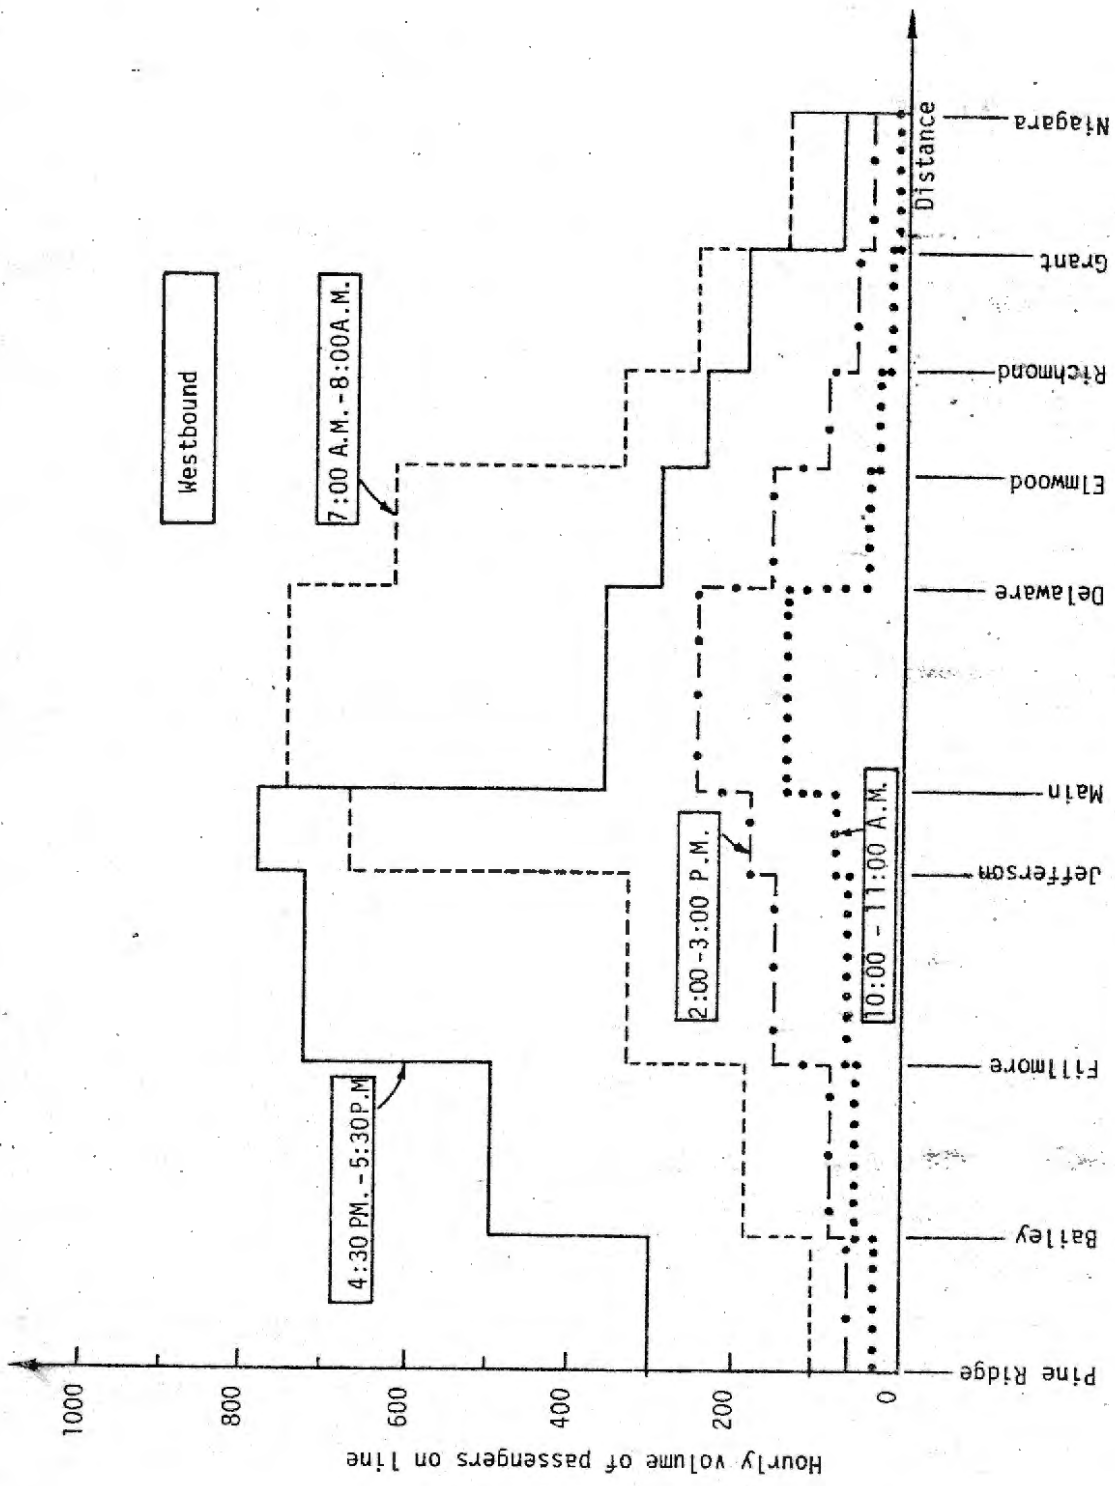 Westbound
7:00 A.M.-8:00A.M.
4:30 PM.-5:30P.M
2:00-3:00 P.M.
10:00 - 11:00 A.M.
Hourly volume of passengers on line
1000
800
600
400
200
0
Distance
Pine Ridge
Bailey
Fillmore
Jefferson
Main
Delaware
Elmwood
Richmond
Grant
Niagara